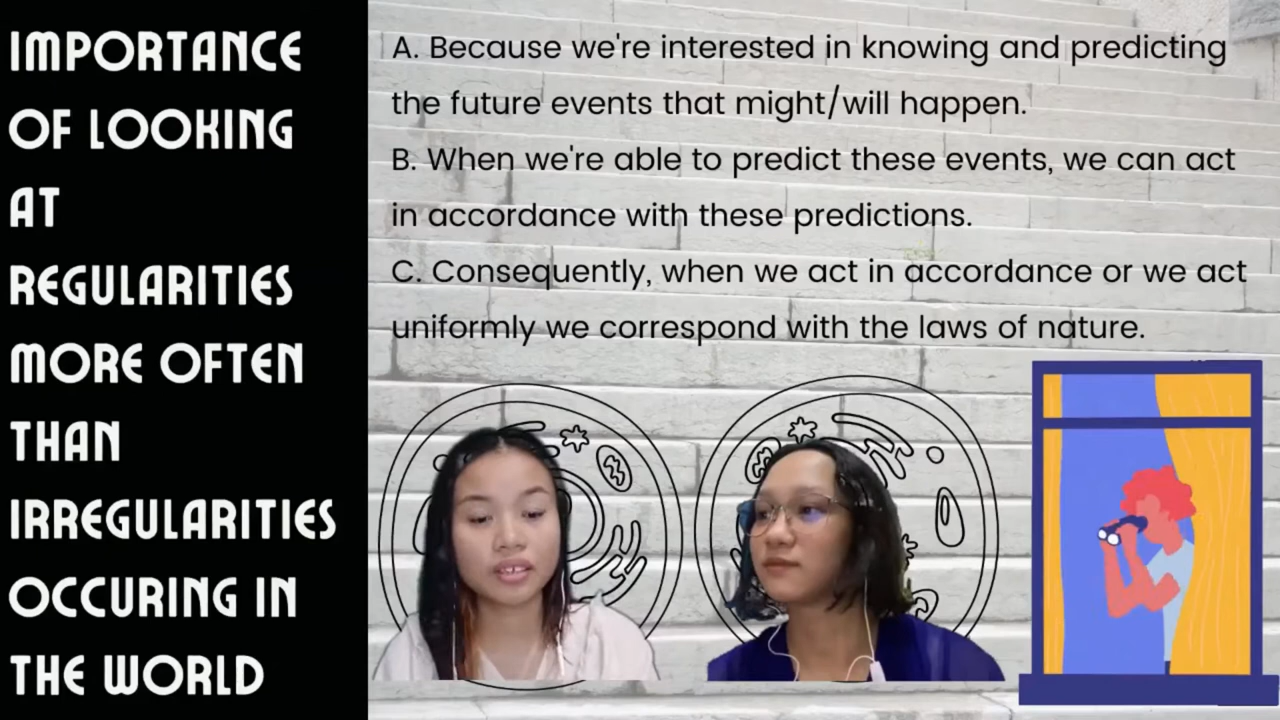 IMPORTANCE
OF LOOKING
AT
REGULARITIES
MORE OFTEN
THAN
IRREGULARITIES
OCCURING IN
THE WORLD
A. Because we're interested in knowing and predicting
the future events that might/will happen.
B. When we're able to predict these events, we can act
in accordance with these predictions.
C. Consequently, when we act in accordance or we act
uniformly we correspond with the laws of nature.